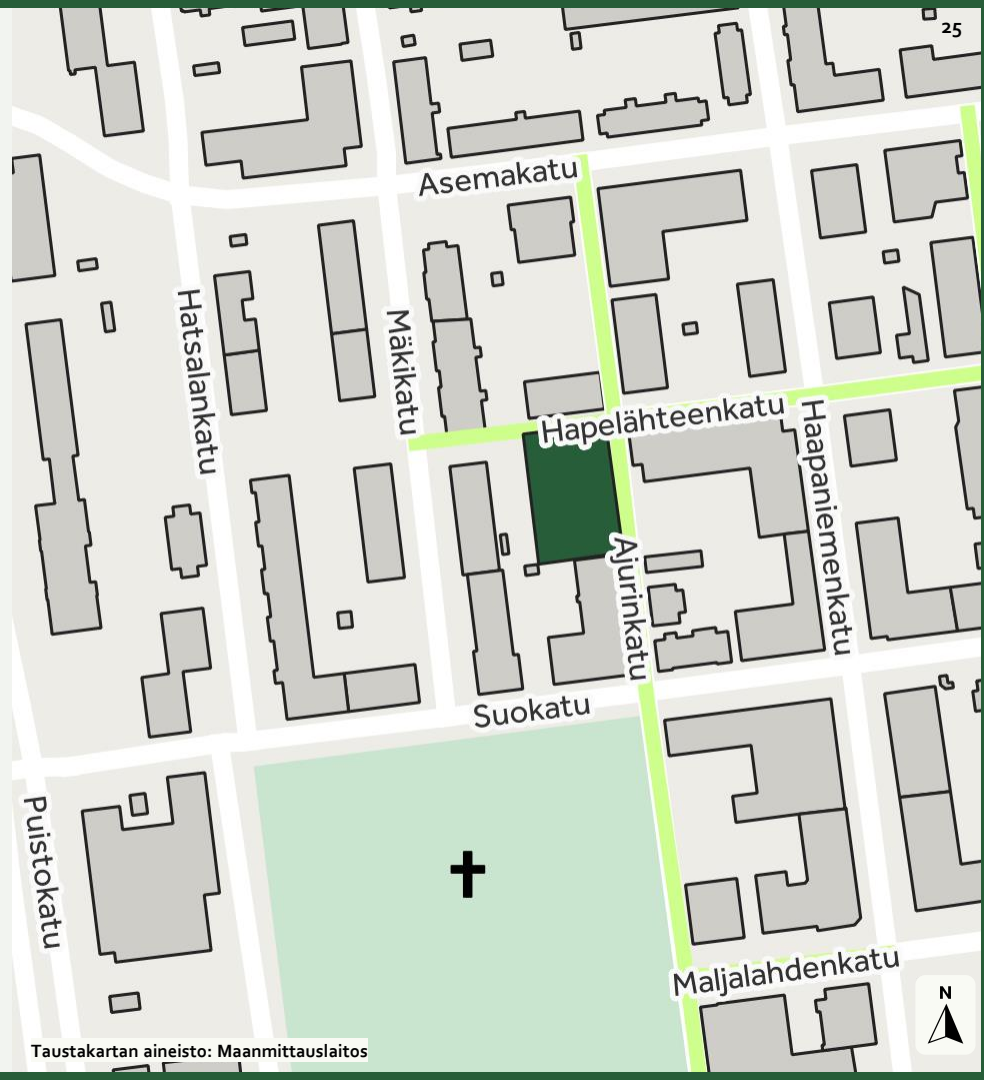 25
Asemakatu
Hatsalankatu
Mäkikatu
Hapelähteenkatu
Haapaniemenkatu
Ajurinkatu
Suokatu
Puistokatu
Maljalahdenkatu
N
Taustakartan aineisto: Maanmittauslaitos